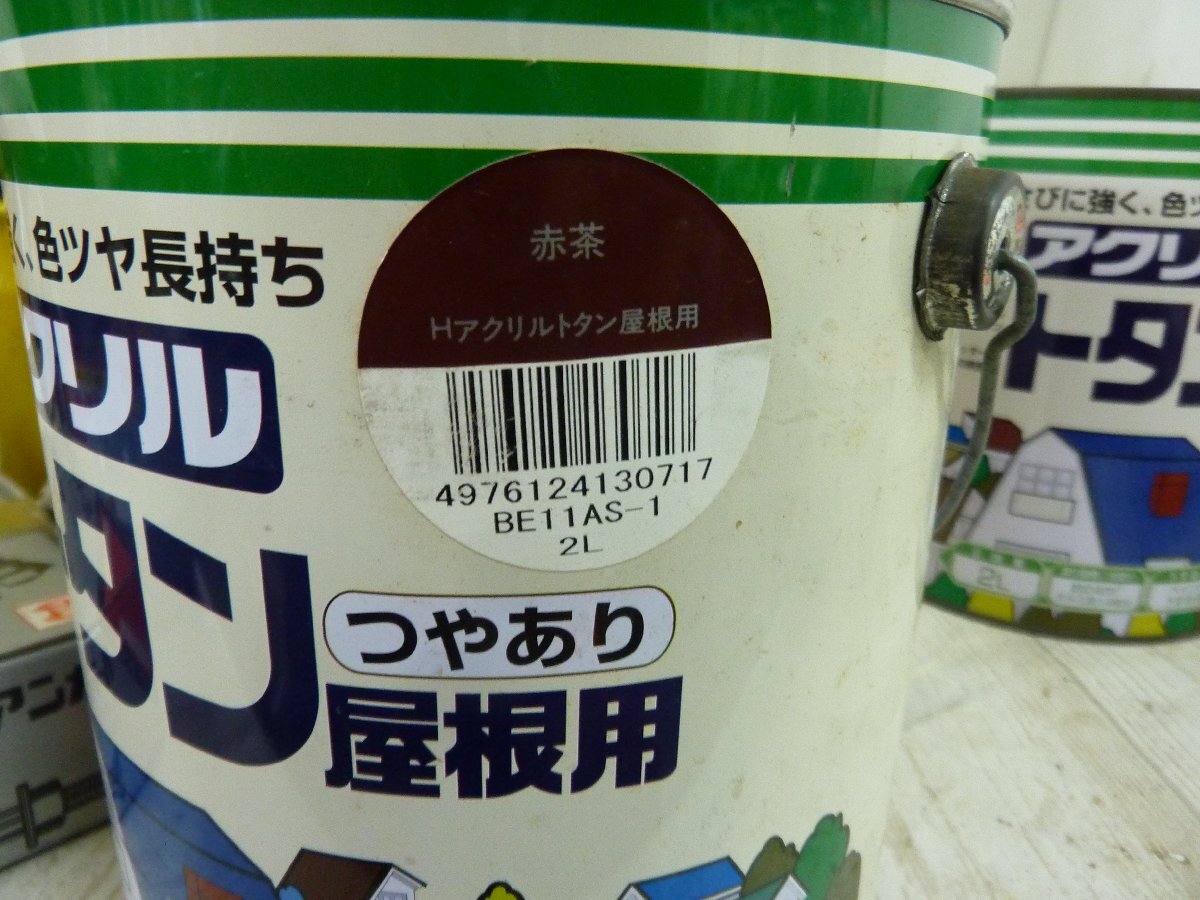 く、色ツヤ長持ち
クリル
タン
つやあり
屋根用
赤茶
Hアクリルトタン屋根用
4976124130717
BE11AS-1
2L
さびに強く、色ツ
アクリ
トタン
2L
アンカ